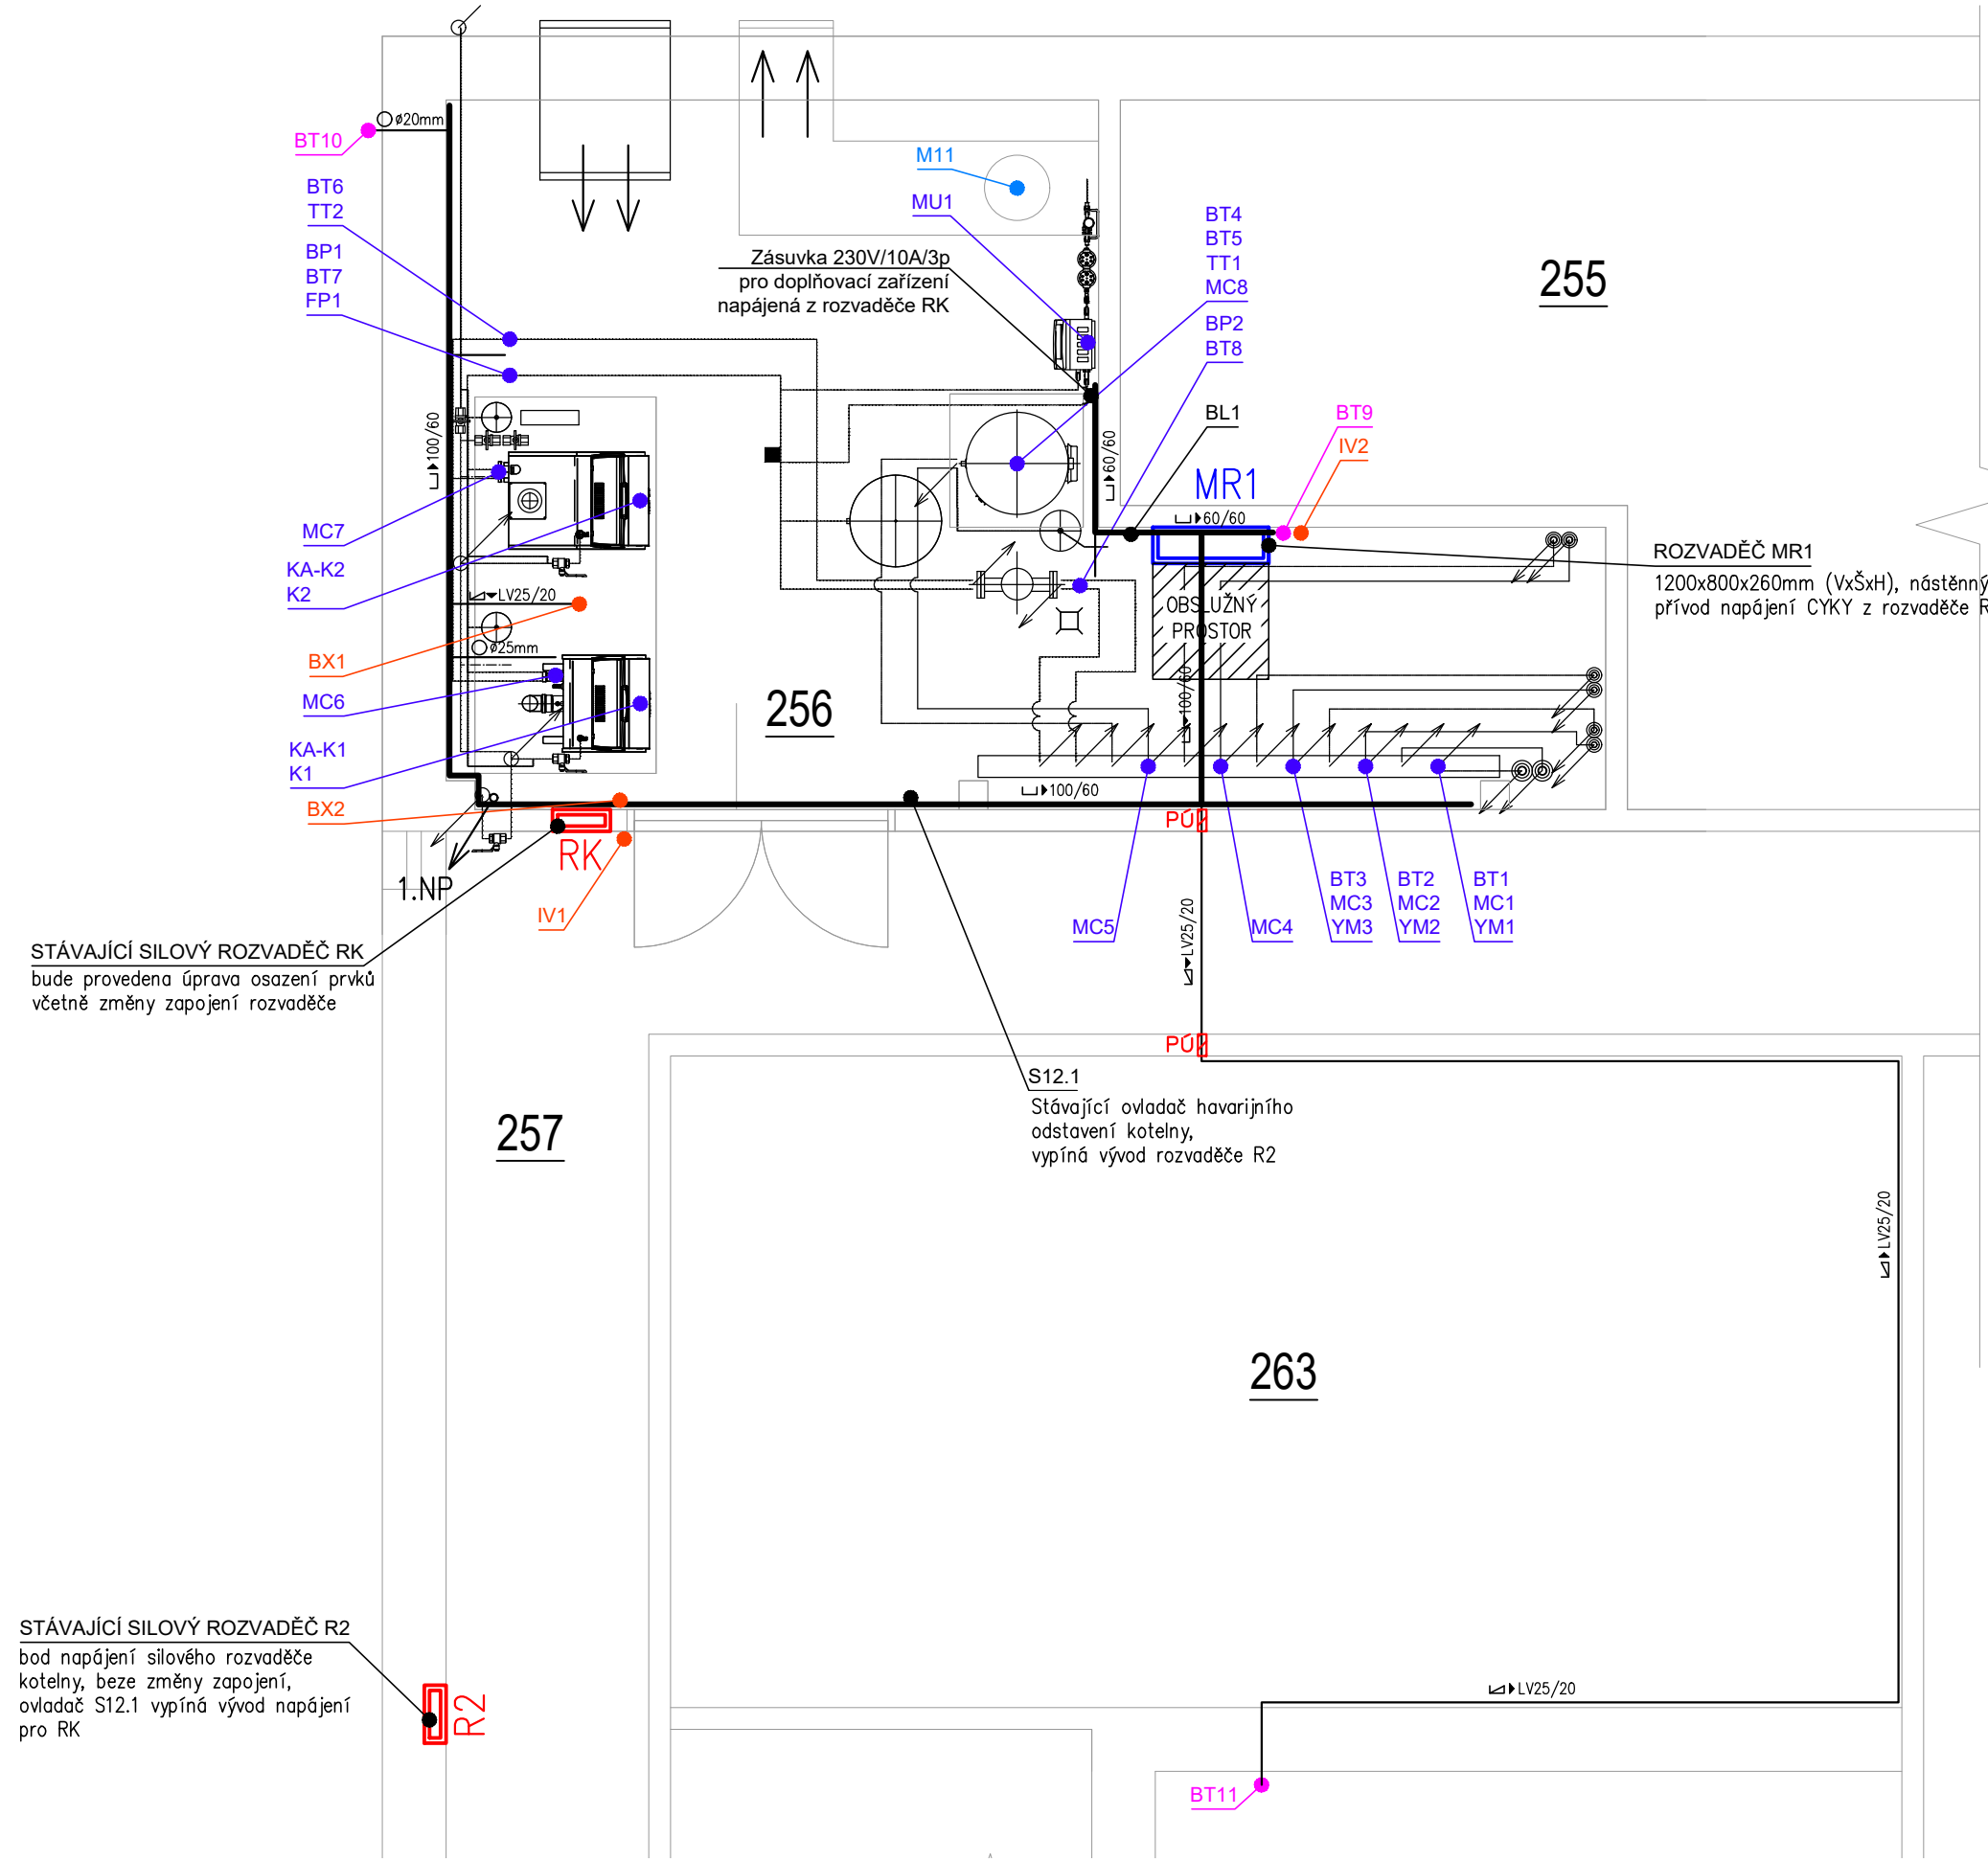 ø20mm
BT10
BT6
TT2
BP1
BT7
FP1
M11
MU1
Zásuvka 230V/10A/3p
pro doplňovací zařízení
napájená z rozvaděče RK
BT4
BT5
TT1
MC8
BP2
BT8
255
100/60
60/60
BL1
BT9
IV2
MR1
60/60
ROZVADĚČ MR1
1200x800x260mm (VxŠxH), nástěnný
přívod napájení CYKY z rozvaděče R
OBSLUŽNÝ
PROSTOR
MC7
KA-K2
K2
LV25/20
ø25mm
BX1
MC6
KA-K1
K1
BX2
256
100/60
100/60
RK
PÚ
1.NP
IV1
MC5
MC4
BT3
MC3
YM3
BT2
MC2
YM2
BT1
MC1
YM1
LV25/20
STÁVAJÍCÍ SILOVÝ ROZVADĚČ RK
bude provedena úprava osazení prvků
včetně změny zapojení rozvaděče
PÚ
S12.1
Stávající ovladač havarijního
odstavení kotelny,
vypíná vývod rozvaděče R2
257
LV25/20
263
STÁVAJÍCÍ SILOVÝ ROZVADĚČ R2
bod napájení silového rozvaděče
kotelny, beze změny zapojení,
ovladač S12.1 vypíná vývod napájení
pro RK
R2
LV25/20
BT11